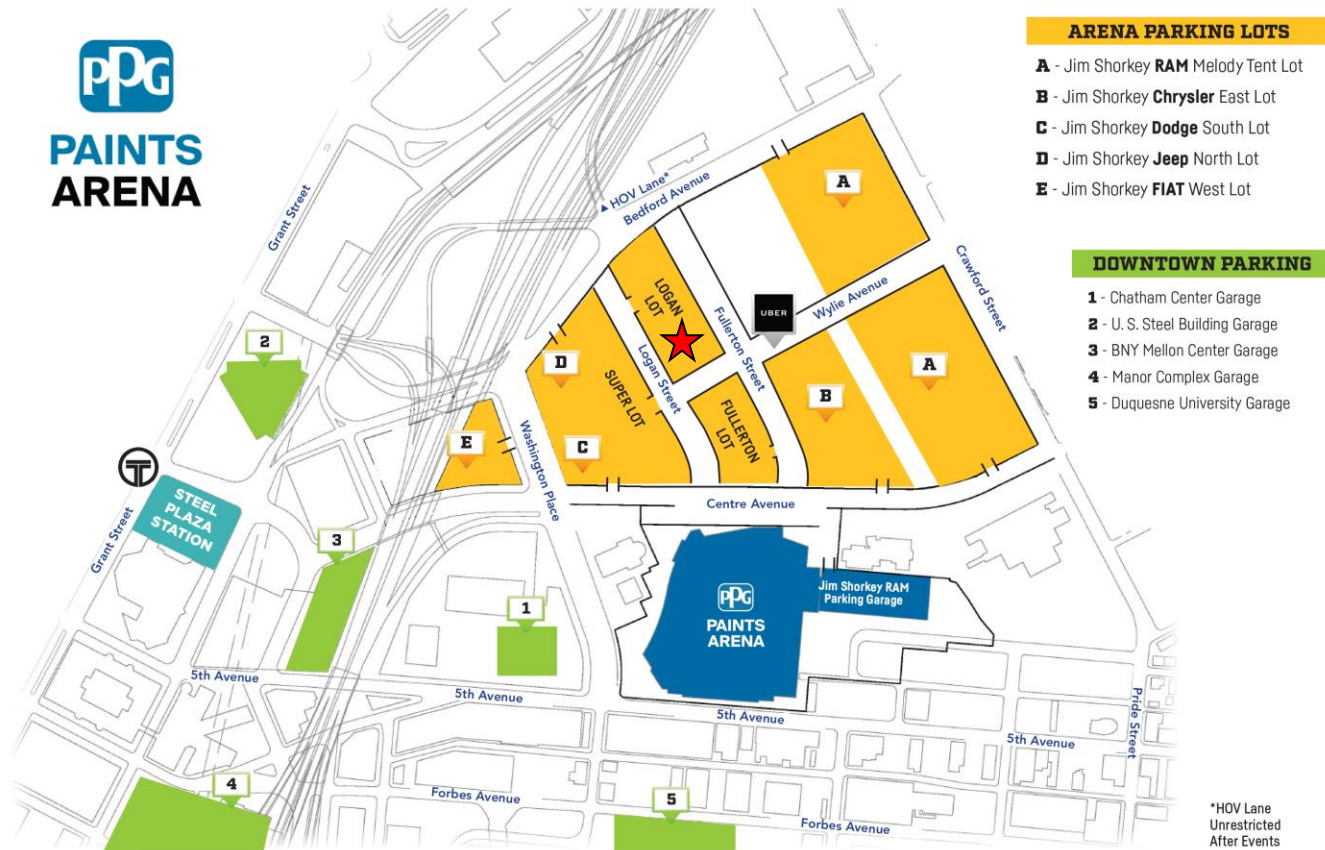 PPG
PAINTS
ARENA
ARENA PARKING LOTS
A - Jim Shorkey RAM Melody Tent Lot
B - Jim Shorkey Chrysler East Lot
C - Jim Shorkey Dodge South Lot
D - Jim Shorkey Jeep North Lot
E - Jim Shorkey FIAT West Lot
DOWNTOWN PARKING
1 - Chatham Center Garage
2 - U. S. Steel Building Garage
3 - BNY Mellon Center Garage
4 - Manor Complex Garage
5 - Duquesne University Garage
Grant Street
HOV Lane*
Bedford Avenue
A
Crawford Street
LOGAN
LOT
UBER
Wylie Avenue
Fullerton Street
2
D
Logan Street
SUPER LOT
A
B
FULLERTON
LOT
E
C
Washington Place
T
STEEL
PLAZA
STATION
Grant Street
Centre Avenue
3
Jim Shorkey RAM
Parking Garage
PPG
PAINTS
ARENA
1
5th Avenue
5th Avenue
5th Avenue
5th Avenue
Pride Street
4
Forbes Avenue
5
Forbes Avenue
*HOV Lane
Unrestricted
After Events